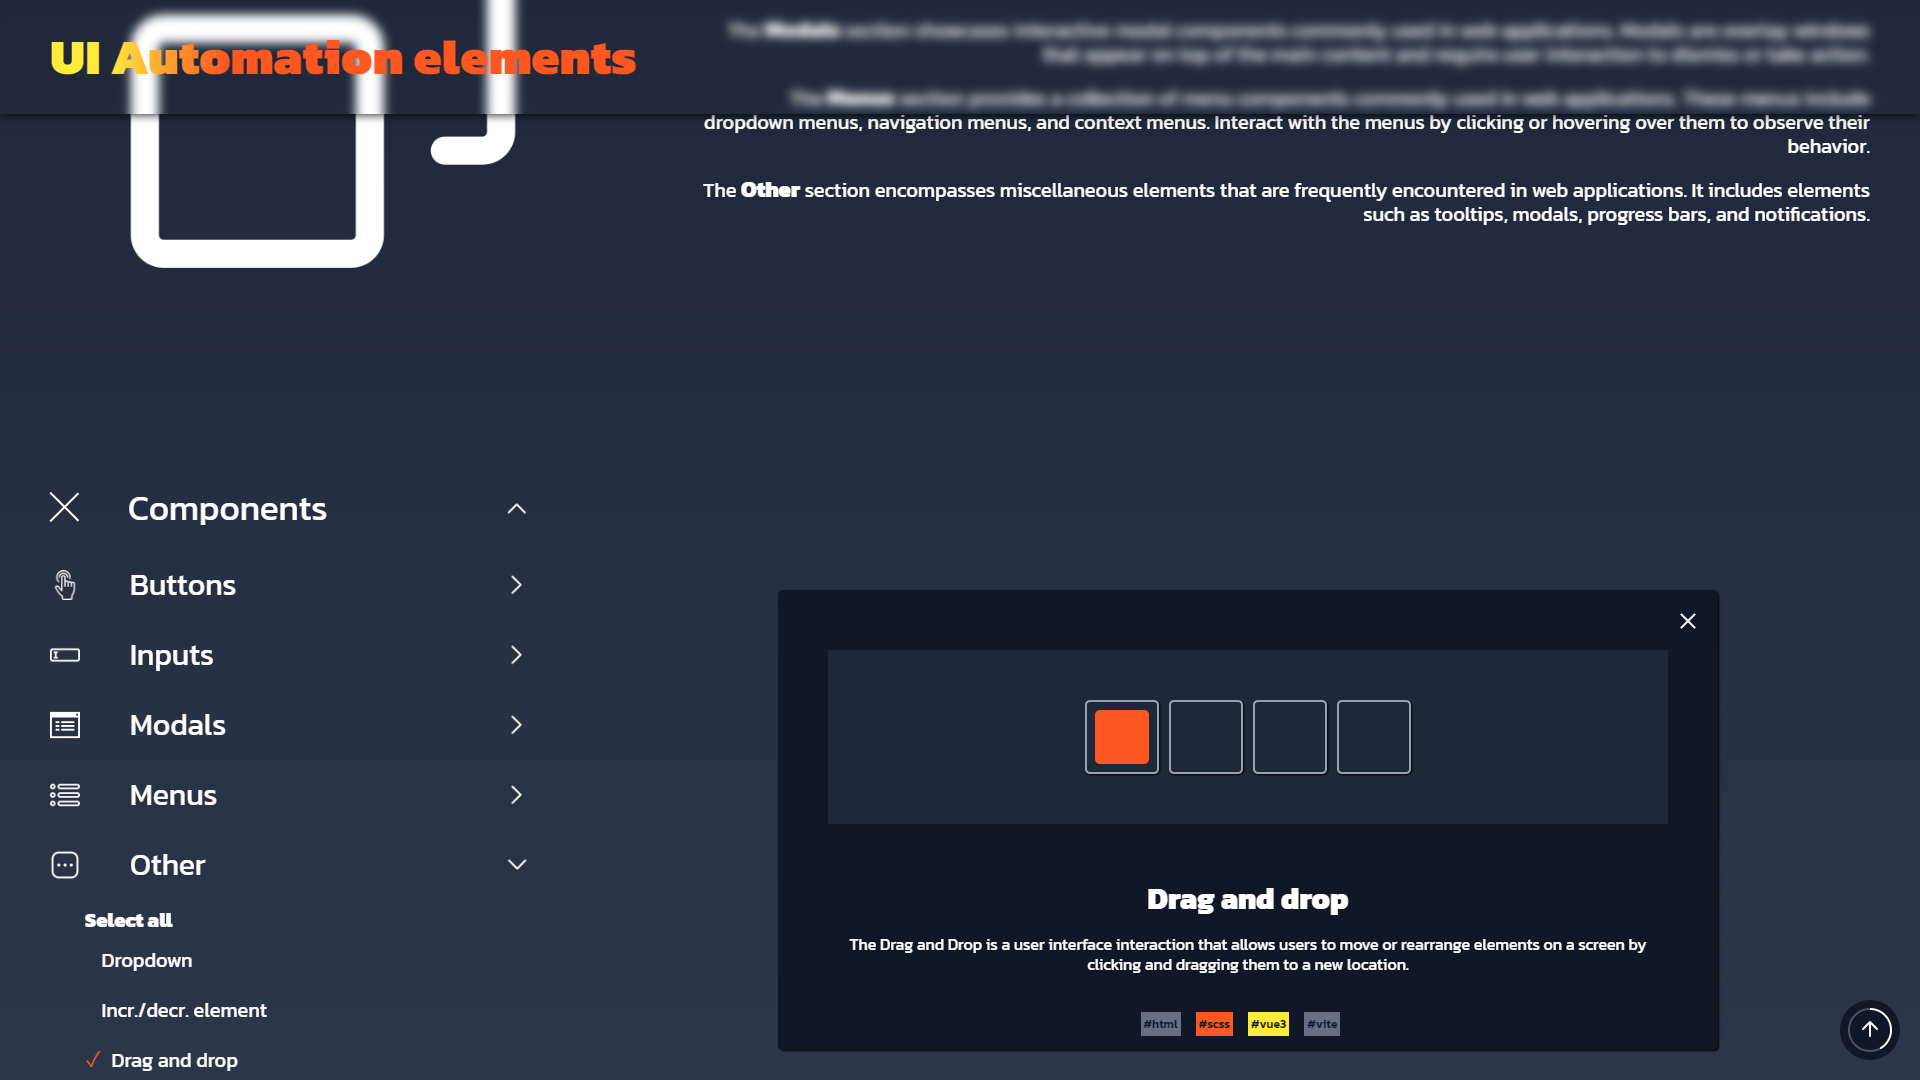 UI Automation elements
The Modals section showcases interactive modal components commonly used in web applications. Modals are overlay windows
that appear on top of the main content and require user interaction to dismiss or take action.
The Menus section provides a collection of menu components commonly used in web applications. These menus include
dropdown menus, navigation menus, and context menus. Interact with the menus by clicking or hovering over them to observe their
behavior.
The Other section encompasses miscellaneous elements that are frequently encountered in web applications. It includes elements
such as tooltips, modals, progress bars, and notifications.
Components
Buttons
Inputs
Modals
Menus
Other
Select all
Dropdown
Incr./decr. element
Drag and drop
Drag and drop
The Drag and Drop is a user interface interaction that allows users to move or rearrange elements on a screen by
clicking and dragging them to a new location.
#html #scss #vue3 #vite